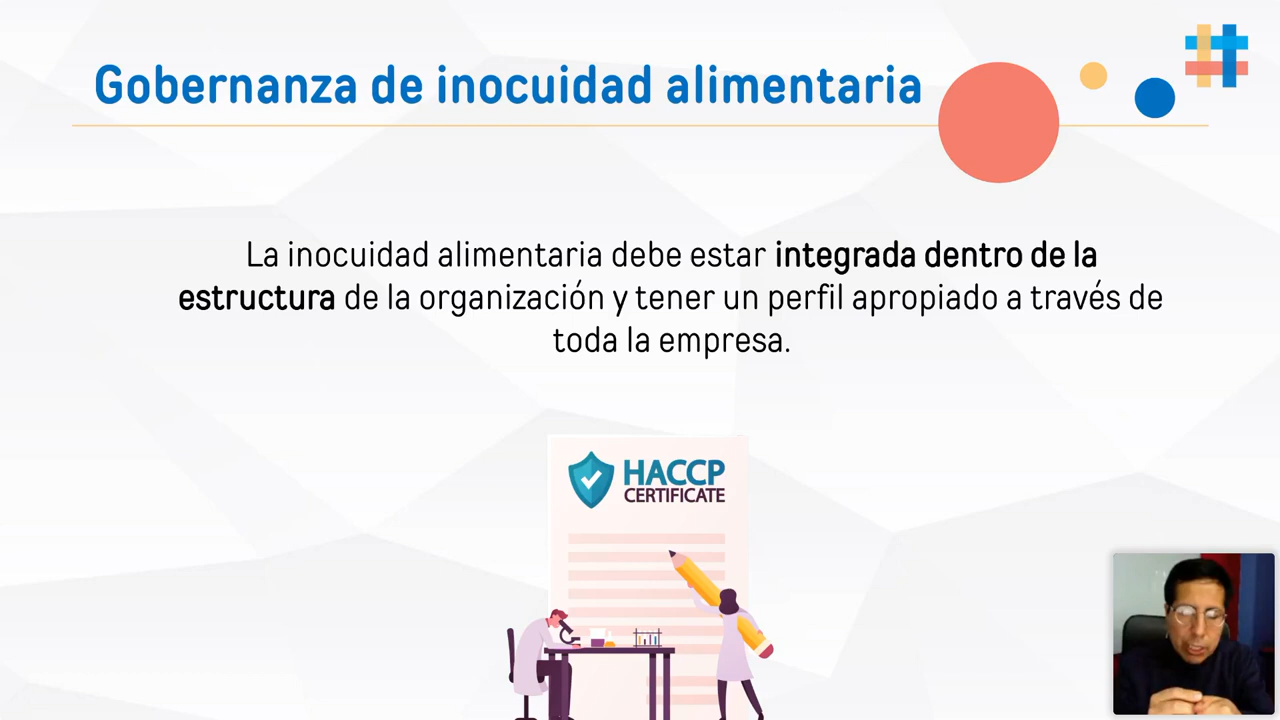 Gobernanza de inocuidad alimentaria
La inocuidad alimentaria debe estar integrada dentro de la
estructura de la organización y tener un perfil apropiado a través de
toda la empresa.
HACCP
CERTIFICATE